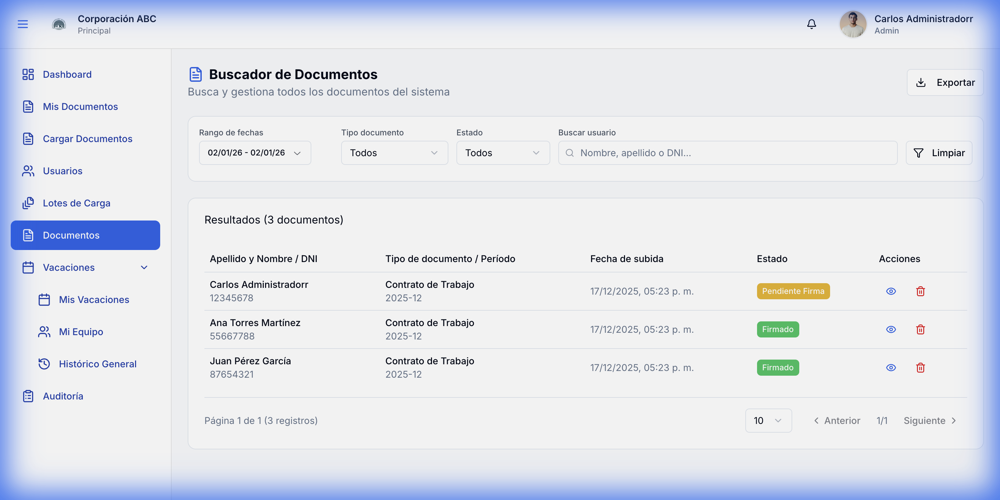 Corporación ABC
Principal
Carlos Administradorr
Admin
Dashboard
Mis Documentos
Cargar Documentos
Usuarios
Lotes de Carga
Documentos
Vacaciones
Mis Vacaciones
Mi Equipo
Histórico General
Auditoría
Buscador de Documentos
Busca y gestiona todos los documentos del sistema
Exportar
Rango de fechas
02/01/26 - 02/01/26
Tipo documento
Todos
Estado
Todos
Buscar usuario
Nombre, apellido o DNI...
Limpiar
Resultados (3 documentos)
Apellido y Nombre / DNI Tipo de documento / Período Fecha de subida Estado Acciones
Carlos Administradorr Contrato de Trabajo
12345678 2025-12
17/12/2025, 05:23 p. m. Pendiente Firma
Ana Torres Martínez Contrato de Trabajo
55667788 2025-12
17/12/2025, 05:23 p. m. Firmado
Juan Pérez García Contrato de Trabajo
87654321 2025-12
17/12/2025, 05:23 p. m. Firmado
Página 1 de 1 (3 registros) 10 Anterior 1/1 Siguiente